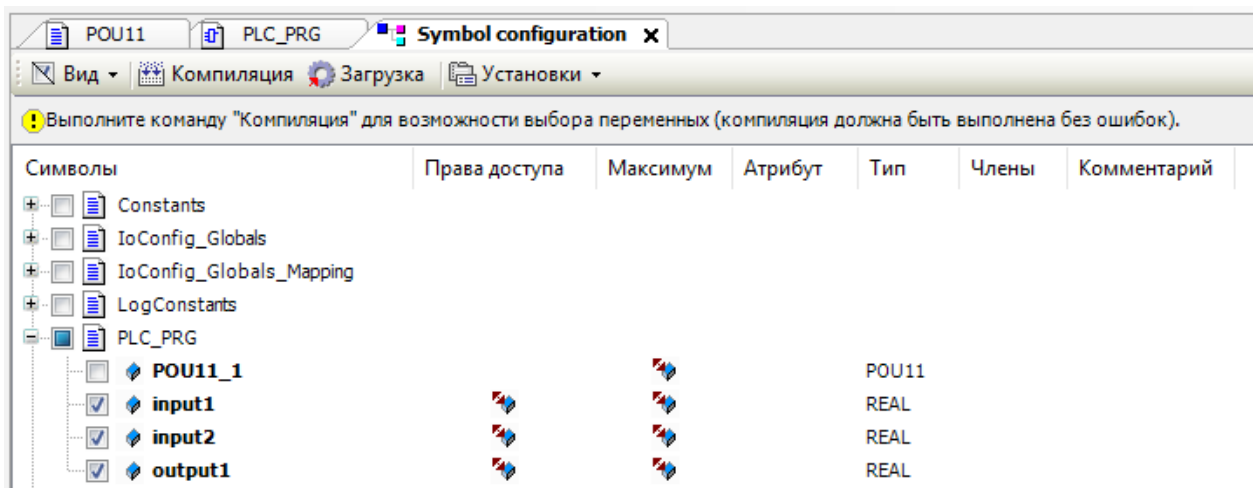 POU11 PLC_PRG Symbol configuration
Вид Компиляция Загрузка Установки
Выполните команду "Компиляция" для возможности выбора переменных (компиляция должна быть выполнена без ошибок).
Символы Права доступа Максимум Атрибут Тип Члены Комментарий
Constants
IoConfig_Globals
IoConfig_Globals_Mapping
LogConstants
PLC_PRG
POU11_1 POU11
input1 REAL
input2 REAL
output1 REAL